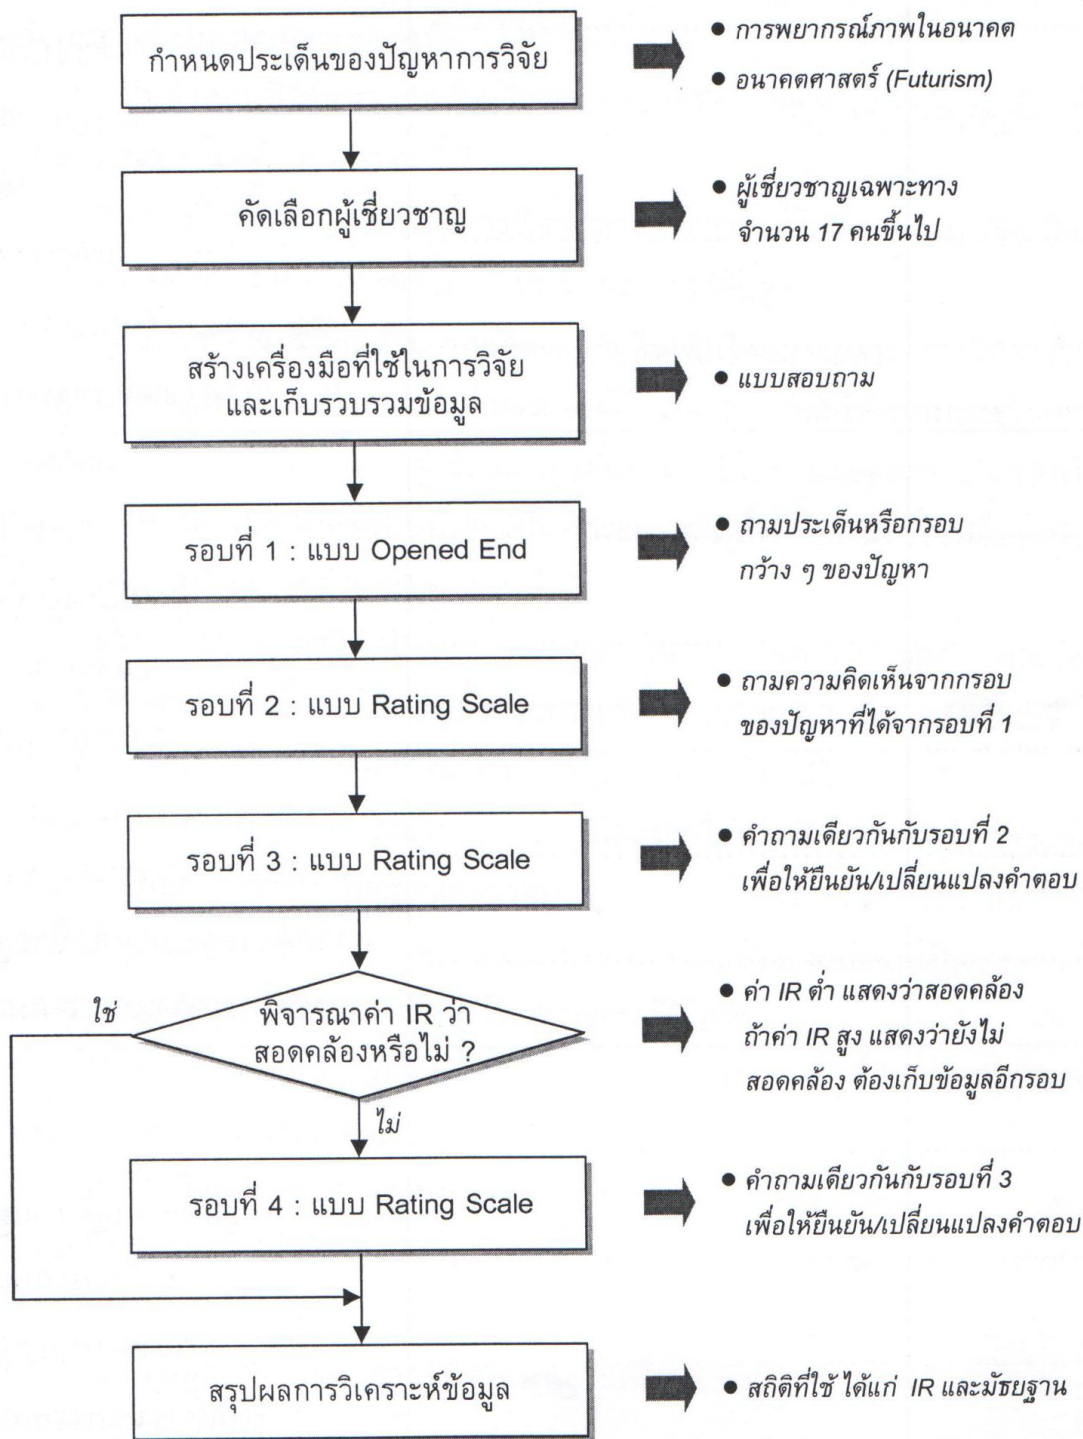 กำหนดประเด็นของปัญหาการวิจัย
● การพยากรณ์ภาพในอนาคต
● อนาคตศาสตร์ (Futurism)
คัดเลือกผู้เชี่ยวชาญ
● ผู้เชี่ยวชาญเฉพาะทาง
จำนวน 17 คนขึ้นไป
สร้างเครื่องมือที่ใช้ในการวิจัย
และเก็บรวบรวมข้อมูล
● แบบสอบถาม
รอบที่ 1 : แบบ Opened End
● ถามประเด็นหรือกรอบ
กว้าง ๆ ของปัญหา
รอบที่ 2 : แบบ Rating Scale
● ถามความคิดเห็นจากกรอบ
ของปัญหาที่ได้จากรอบที่ 1
รอบที่ 3 : แบบ Rating Scale
● คำถามเดียวกันกับรอบที่ 2
เพื่อให้ยืนยัน/เปลี่ยนแปลงคำตอบ
ใช่
พิจารณาค่า IR ว่า
สอดคล้องหรือไม่ ?
● ค่า IR ต่ำ แสดงว่าสอดคล้อง
ถ้าค่า IR สูง แสดงว่ายังไม่
สอดคล้อง ต้องเก็บข้อมูลอีกรอบ
ไม่
รอบที่ 4 : แบบ Rating Scale
● คำถามเดียวกันกับรอบที่ 3
เพื่อให้ยืนยัน/เปลี่ยนแปลงคำตอบ
สรุปผลการวิเคราะห์ข้อมูล
● สถิติที่ใช้ ได้แก่ IR และมัธยฐาน